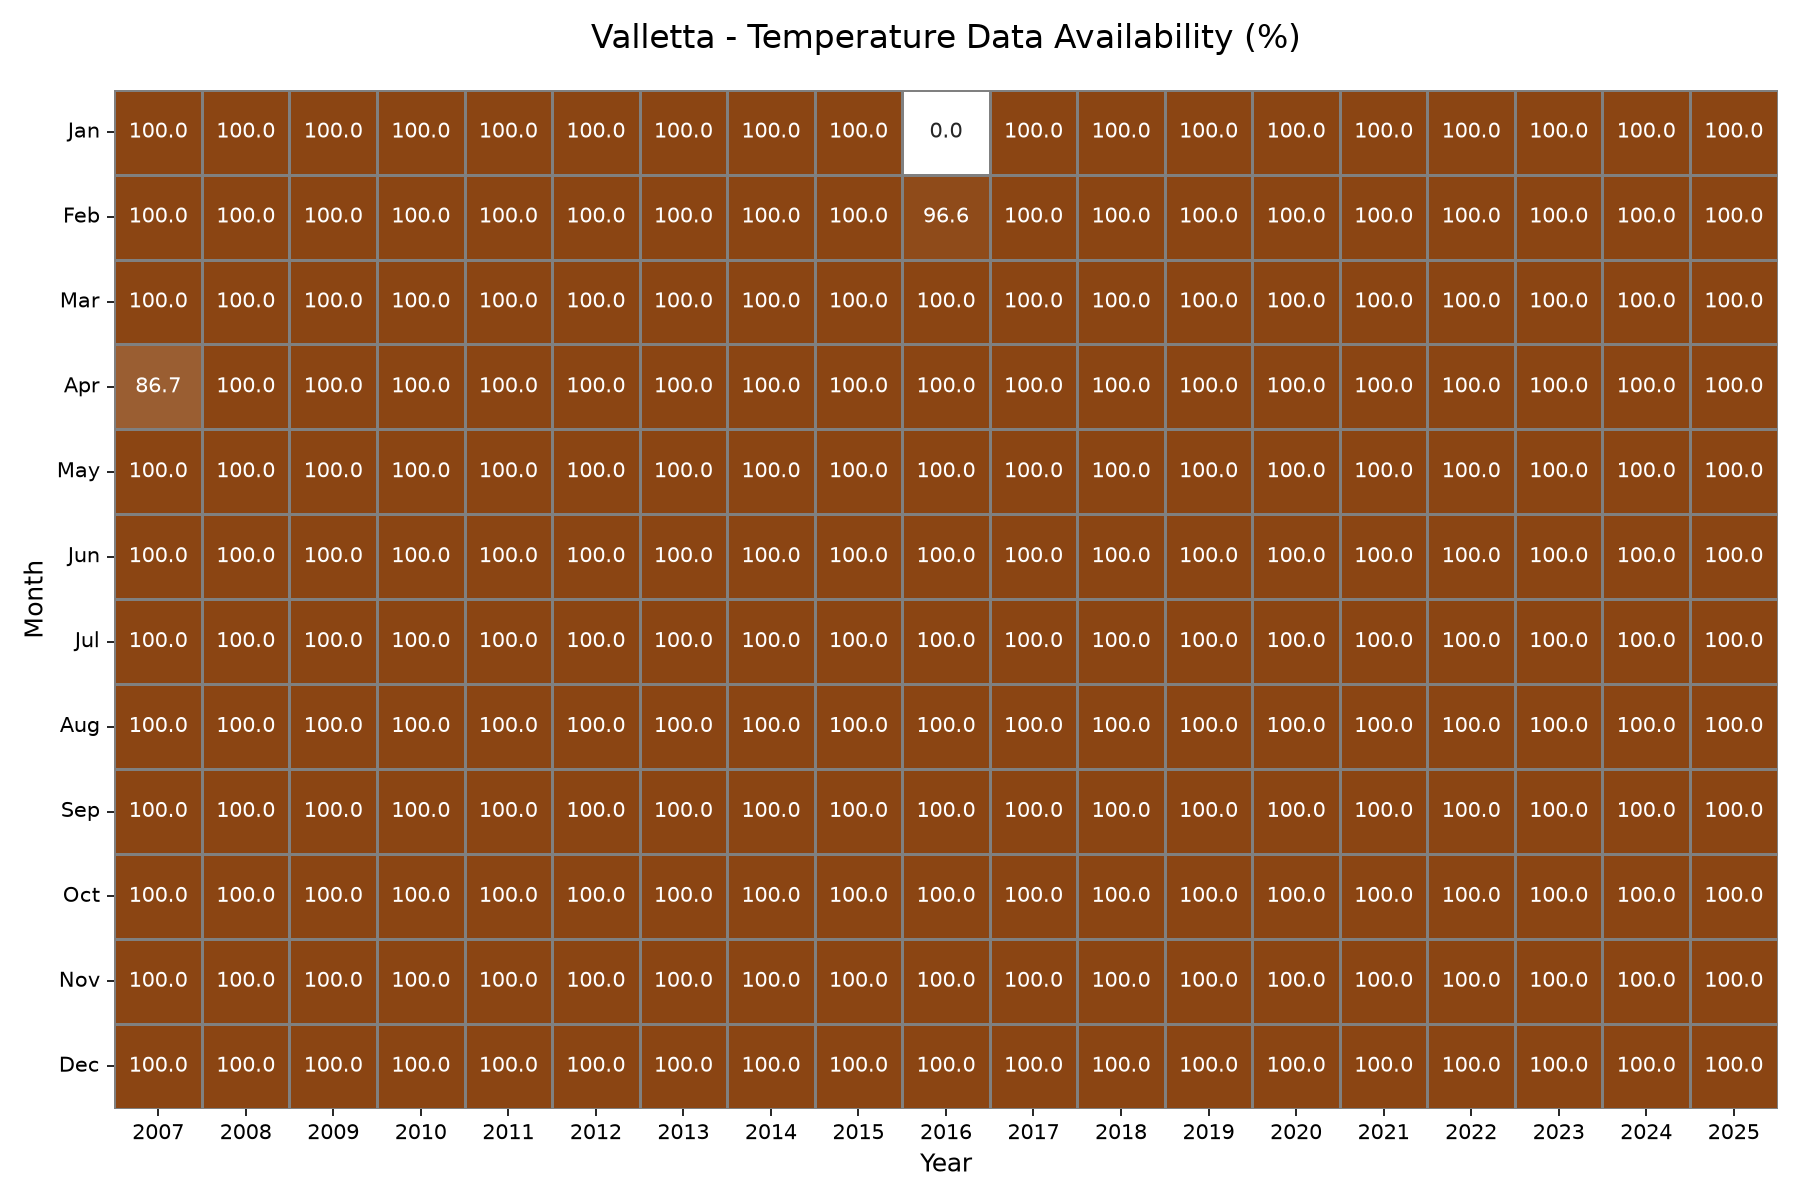 Valletta - Temperature Data Availability (%)
Jan 100.0 100.0 100.0 100.0 100.0 100.0 100.0 100.0 100.0 0.0 100.0 100.0 100.0 100.0 100.0 100.0 100.0 100.0 100.0
Feb 100.0 100.0 100.0 100.0 100.0 100.0 100.0 100.0 100.0 96.6 100.0 100.0 100.0 100.0 100.0 100.0 100.0 100.0 100.0
Mar 100.0 100.0 100.0 100.0 100.0 100.0 100.0 100.0 100.0 100.0 100.0 100.0 100.0 100.0 100.0 100.0 100.0 100.0 100.0
Apr 86.7 100.0 100.0 100.0 100.0 100.0 100.0 100.0 100.0 100.0 100.0 100.0 100.0 100.0 100.0 100.0 100.0 100.0 100.0
May 100.0 100.0 100.0 100.0 100.0 100.0 100.0 100.0 100.0 100.0 100.0 100.0 100.0 100.0 100.0 100.0 100.0 100.0 100.0
Jun 100.0 100.0 100.0 100.0 100.0 100.0 100.0 100.0 100.0 100.0 100.0 100.0 100.0 100.0 100.0 100.0 100.0 100.0 100.0
Jul 100.0 100.0 100.0 100.0 100.0 100.0 100.0 100.0 100.0 100.0 100.0 100.0 100.0 100.0 100.0 100.0 100.0 100.0 100.0
Aug 100.0 100.0 100.0 100.0 100.0 100.0 100.0 100.0 100.0 100.0 100.0 100.0 100.0 100.0 100.0 100.0 100.0 100.0 100.0
Sep 100.0 100.0 100.0 100.0 100.0 100.0 100.0 100.0 100.0 100.0 100.0 100.0 100.0 100.0 100.0 100.0 100.0 100.0 100.0
Oct 100.0 100.0 100.0 100.0 100.0 100.0 100.0 100.0 100.0 100.0 100.0 100.0 100.0 100.0 100.0 100.0 100.0 100.0 100.0
Nov 100.0 100.0 100.0 100.0 100.0 100.0 100.0 100.0 100.0 100.0 100.0 100.0 100.0 100.0 100.0 100.0 100.0 100.0 100.0
Dec 100.0 100.0 100.0 100.0 100.0 100.0 100.0 100.0 100.0 100.0 100.0 100.0 100.0 100.0 100.0 100.0 100.0 100.0 100.0
2007 2008 2009 2010 2011 2012 2013 2014 2015 2016 2017 2018 2019 2020 2021 2022 2023 2024 2025
Year
Month